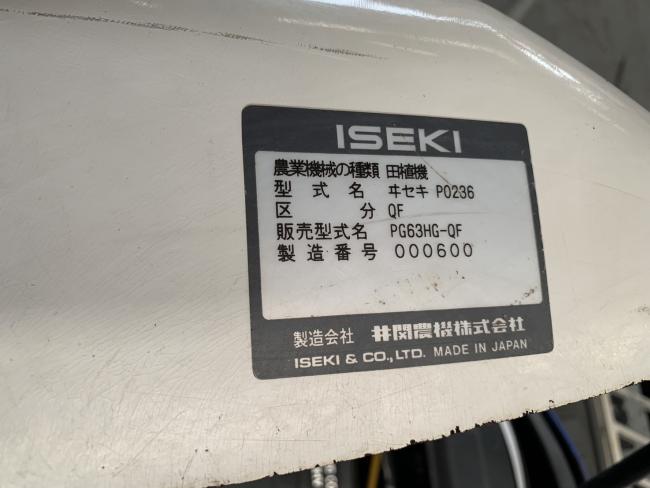 ISEKI
農業機械の種類 田植機
型式名 ヰセキ P0236
区分 QF
販売型式名 PG63HG-QF
製造番号 000600
製造会社 井関農機株式会社
ISEKI & CO., LTD. MADE IN JAPAN